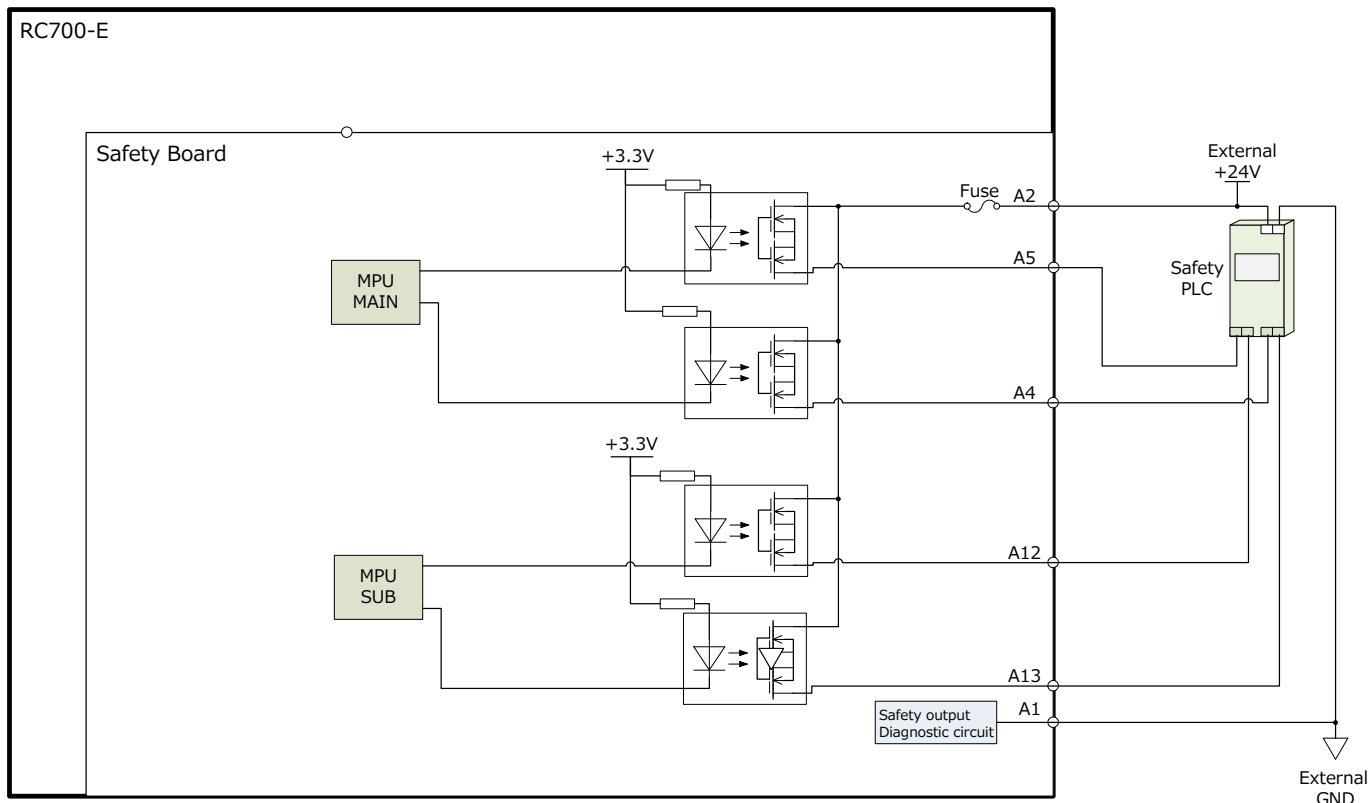 RC700-E
Safety Board
+3.3V
External
+24V
Fuse
A2
A5
Safety
PLC
MPU
MAIN
A4
+3.3V
A12
MPU
SUB
A13
Safety output
Diagnostic circuit
A1
External
GND